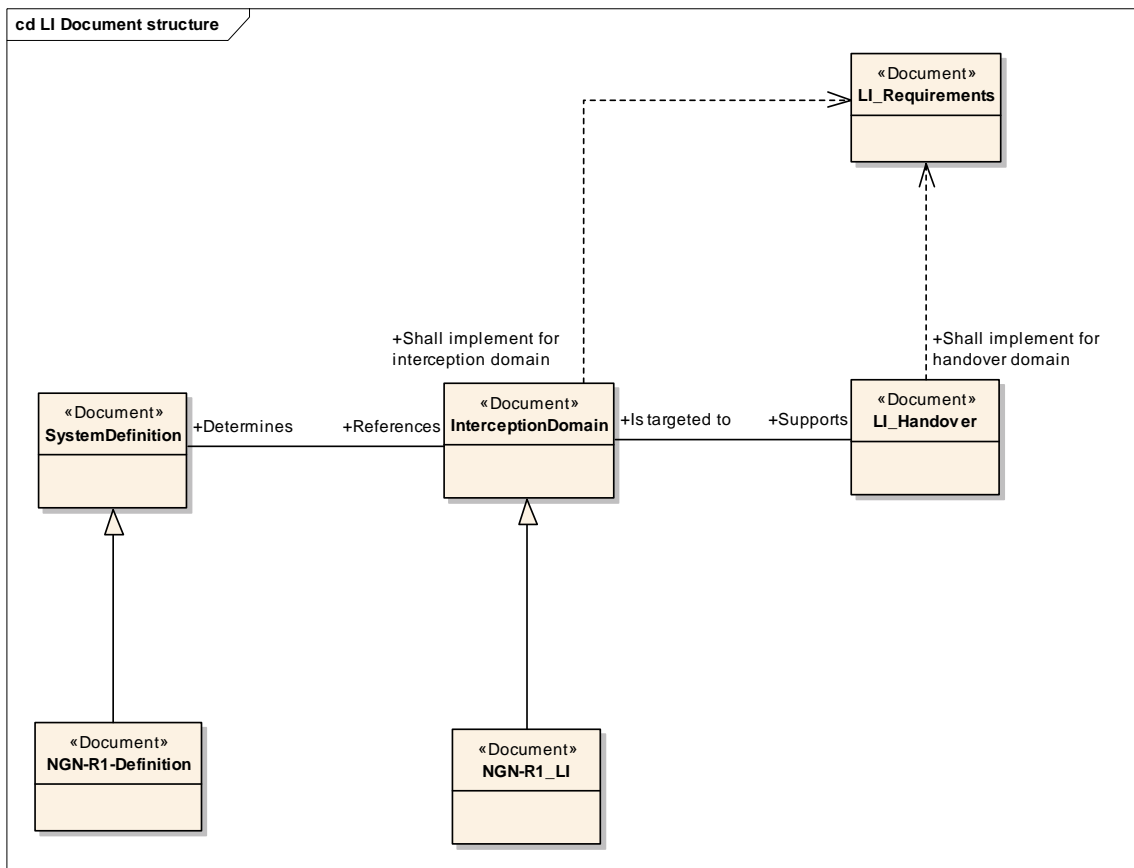 cd LI Document structure
«Document»
LI_Requirements
+Shall implement for
interception domain
+Shall implement for
handover domain
«Document»
SystemDefinition
+Determines
+References
«Document»
InterceptionDomain
+Is targeted to
+Supports
«Document»
LI_Handover
«Document»
NGN-R1-Definition
«Document»
NGN-R1_LI